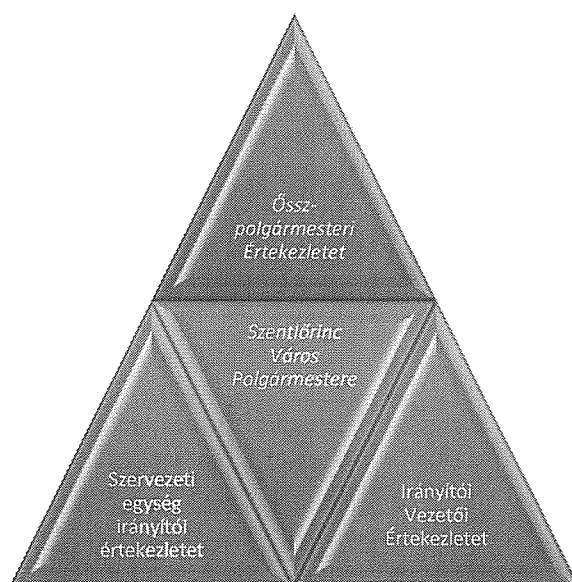 Össz-
polgármesteri
Értekezletet
Szentlőrinc
Város
Polgármestere
Szervezeti
egység
irányítói
értekezletet
Irányítói
Vezetői
Értekezletet